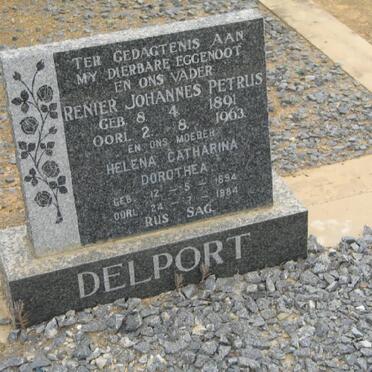 TER GEDAGTENIS AAN
MY DIERBARE EGGENOOT
EN ONS VADER
RENIER JOHANNES PETRUS
GEB. 8. 4. 1891
OORL. 2. 8. 1963
EN ONS MOEDER
HELENA CATHARINA
DOROTHEA
GEB. 12 - 5 - 1894
OORL. 24 - 7 - 1984
RUS SAG.
DELPORT